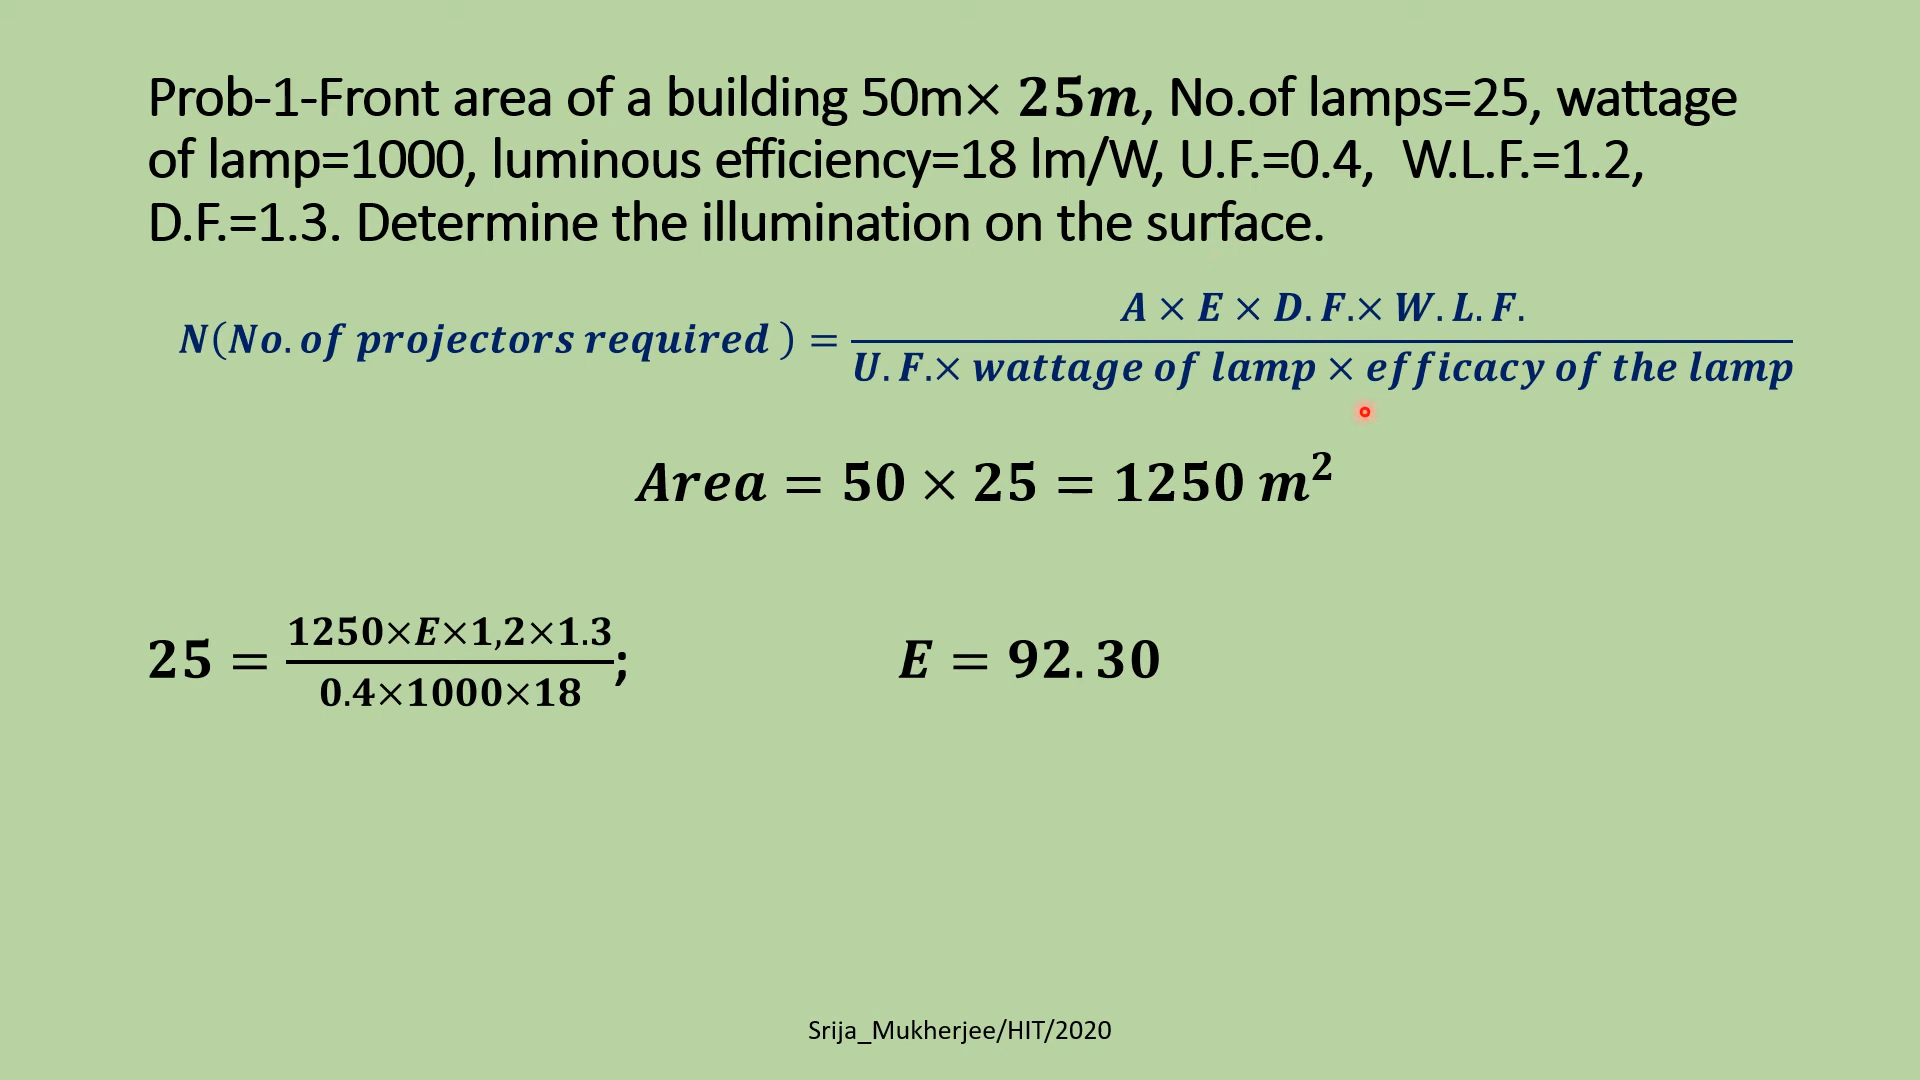 Prob-1-Front area of a building 50m× 25m, No.of lamps=25, wattage
of lamp=1000, luminous efficiency=18 lm/W, U.F.=0.4, W.L.F.=1.2,
D.F.=1.3. Determine the illumination on the surface.
N(No. of projectors required ) = (A × E × D. F.× W. L. F.) / (U. F.× wattage of lamp × efficacy of the lamp)
Area = 50 × 25 = 1250 m²
25 = (1250×E×1,2×1.3) / (0.4×1000×18); E = 92. 30
Srija_Mukherjee/HIT/2020